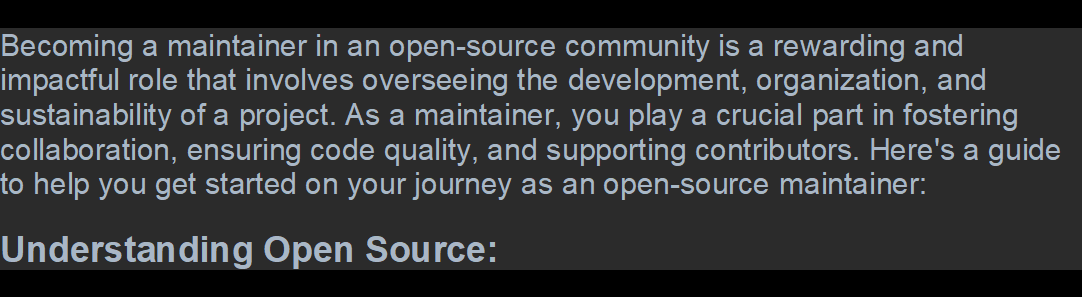 Becoming a maintainer in an open-source community is a rewarding and
impactful role that involves overseeing the development, organization, and
sustainability of a project. As a maintainer, you play a crucial part in fostering
collaboration, ensuring code quality, and supporting contributors. Here's a guide
to help you get started on your journey as an open-source maintainer:
Understanding Open Source: